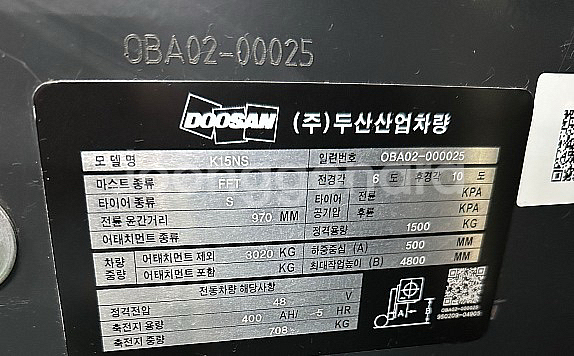 OBA02-00025
DOOSAN (주)두산산업차량
모델명 K15NS 일련번호 OBA02-000025
마스트 종류 FFT 전경각 6 도 후경각 10 도
타이어 종류 S 타이어 공기압 전륜 KPA
전륜 윤간거리 970 MM 후륜 KPA
어태치먼트 종류 정격용량 1500 KG
차량 중량 어태치먼트 제외 3020 KG 하중중심 (A) 500 MM
어태치먼트 포함 KG 최대작업높이 (B) 4800 MM
전동차량 해당사항
정격전압 48 V
축전지 용량 400 AH/ 5 HR
축전지 중량 708 KG
A
B
OBA02-00025
950209-04903